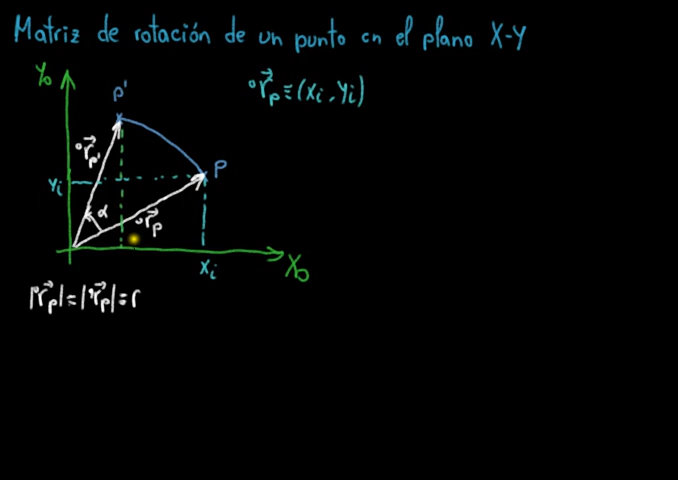 Matriz de rotación de un punto en el plano X-Y
Y₀
P'
⁰r⃗p ≡ (xi, yi)
⁰r⃗p'
P
yi
α
⁰r⃗p
xi
X₀
|⁰r⃗p| = |⁰r⃗p| = r